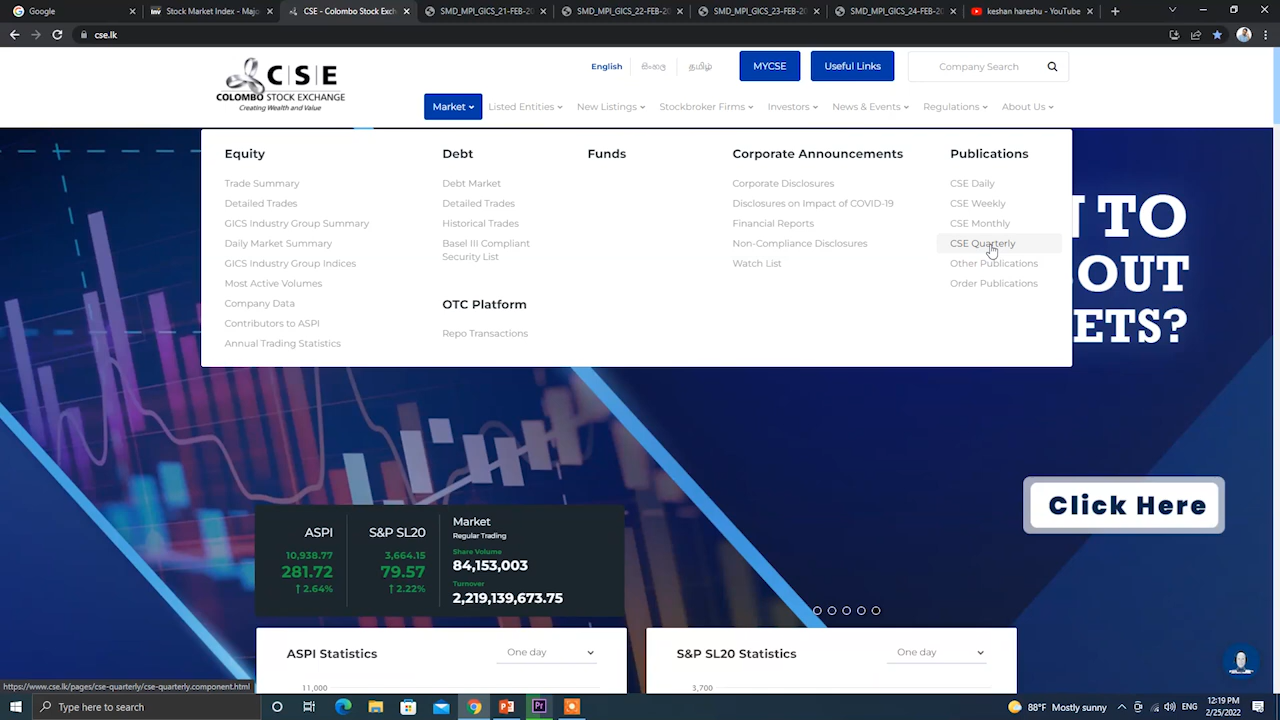 Google
Stock Market Index - Majo
CSE - Colombo Stock Exchan
SMD_MPI_GICS_21-FEB-20
SMD_MPI_GICS_22-FEB-20
SMD_MPI_GICS_23-FEB-20
SMD_MPI_GICS_24-FEB-20
keshan hareshu - YouTube
cse.lk
C|S|E
COLOMBO STOCK EXCHANGE
Creating Wealth and Value
English
සිංහල
தமிழ்
MYCSE
Useful Links
Company Search
Market
Listed Entities
New Listings
Stockbroker Firms
Investors
News & Events
Regulations
About Us
Equity
Trade Summary
Detailed Trades
GICS Industry Group Summary
Daily Market Summary
GICS Industry Group Indices
Most Active Volumes
Company Data
Contributors to ASPI
Annual Trading Statistics
Debt
Debt Market
Detailed Trades
Historical Trades
Basel III Compliant
Security List
OTC Platform
Repo Transactions
Funds
Corporate Announcements
Corporate Disclosures
Disclosures on Impact of COVID-19
Financial Reports
Non-Compliance Disclosures
Watch List
Publications
CSE Daily
CSE Weekly
CSE Monthly
CSE Quarterly
Other Publications
Order Publications
TO
OUT
ETS?
Click Here
ASPI
10,938.77
281.72
↑ 2.64%
S&P SL20
3,664.15
79.57
↑ 2.22%
Market
Regular Trading
Share Volume
84,153,003
Turnover
2,219,139,673.75
ASPI Statistics
One day
11,000
S&P SL20 Statistics
One day
3,700
https://www.cse.lk/pages/cse-quarterly/cse-quarterly.component.html
Type here to search
88°F Mostly sunny
12:19 PM
2/25/2022